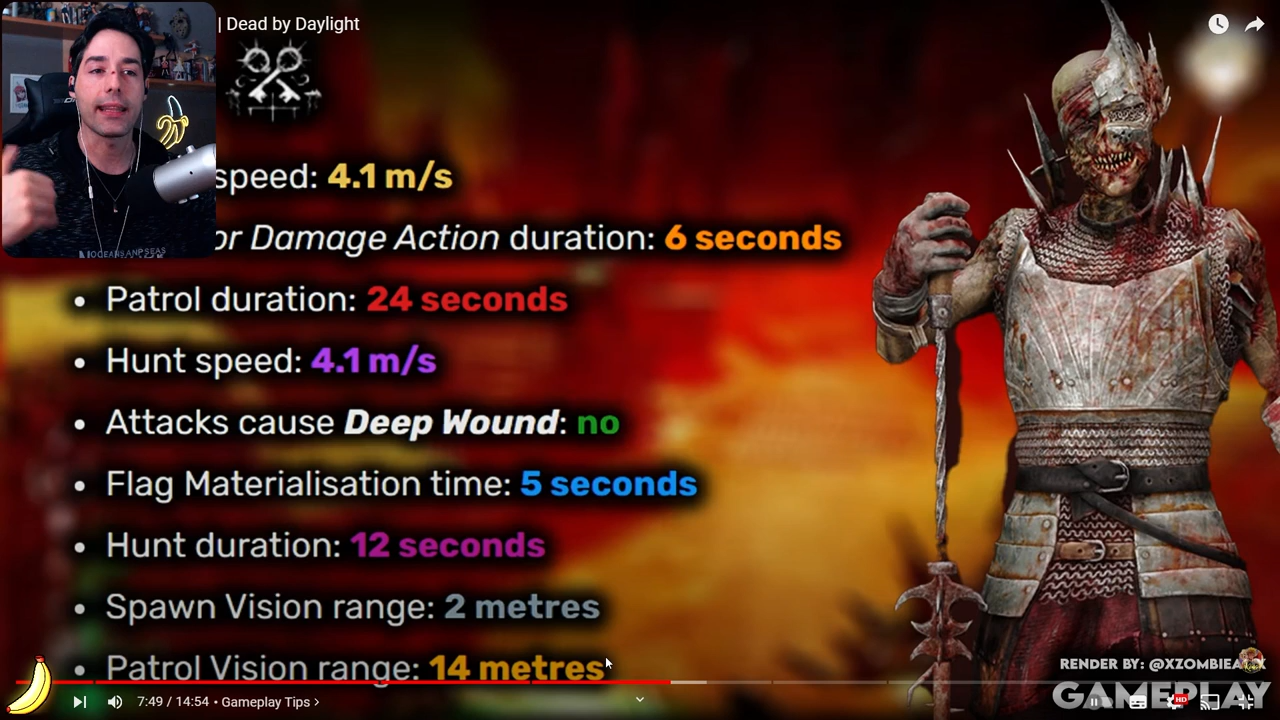 | Dead by Daylight
speed: 4.1 m/s
or Damage Action duration: 6 seconds
• Patrol duration: 24 seconds
• Hunt speed: 4.1 m/s
• Attacks cause Deep Wound: no
• Flag Materialisation time: 5 seconds
• Hunt duration: 12 seconds
• Spawn Vision range: 2 metres
• Patrol Vision range: 14 metres
RENDER BY: @XZOMBIE
GAMEPLAY
7:49 / 14:54 • Gameplay Tips >
HD